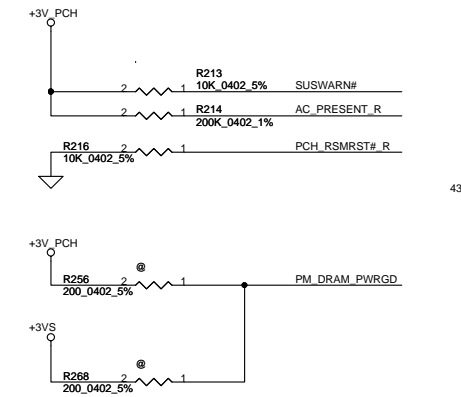 +3V_PCH
R213
2 1 10K_0402_5% SUSWARN#
2 1 R214 AC_PRESENT_R
200K_0402_1%
R216 2 1 PCH_RSMRST#_R
10K_0402_5%
43
+3V_PCH
@
R256 2 1 PM_DRAM_PWRGD
200_0402_5%
+3VS
@
R268 2 1
200_0402_5%